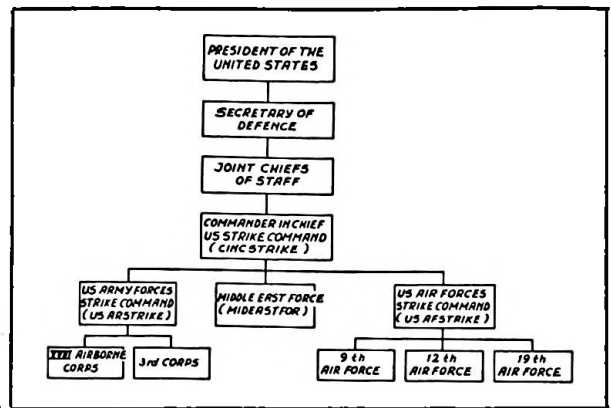 PRESIDENT OF THE
UNITED STATES
SECRETARY OF
DEFENCE
JOINT CHIEFS
OF STAFF
COMMANDER IN CHIEF
US STRIKE COMMAND
( CINC STRIKE )
US ARMY FORCES
STRIKE COMMAND
( US ARSTRIKE )
MIDDLE EAST FORCE
( MIDEASTFOR )
US AIR FORCES
STRIKE COMMAND
( US AFSTRIKE )
XVIII AIRBORNE
CORPS
3rd CORPS
9 th
AIR FORCE
12 th
AIR FORCE
19 th
AIR FORCE